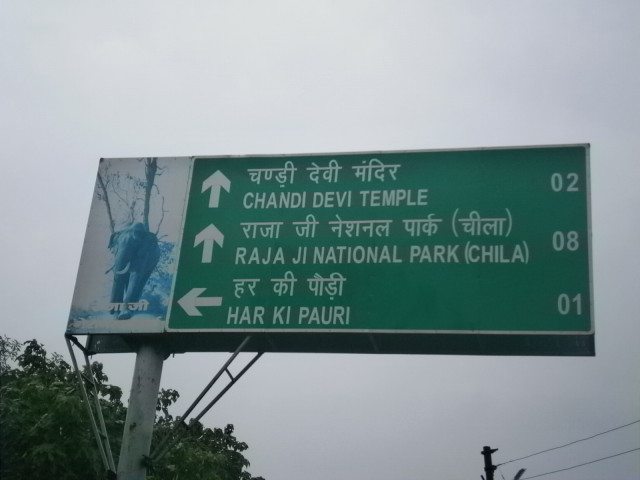 चण्ड़ी देवी मंदिर
CHANDI DEVI TEMPLE 02
राजा जी नेशनल पार्क (चीला)
RAJA JI NATIONAL PARK (CHILA) 08
हर की पौड़ी
HAR KI PAURI 01
जी